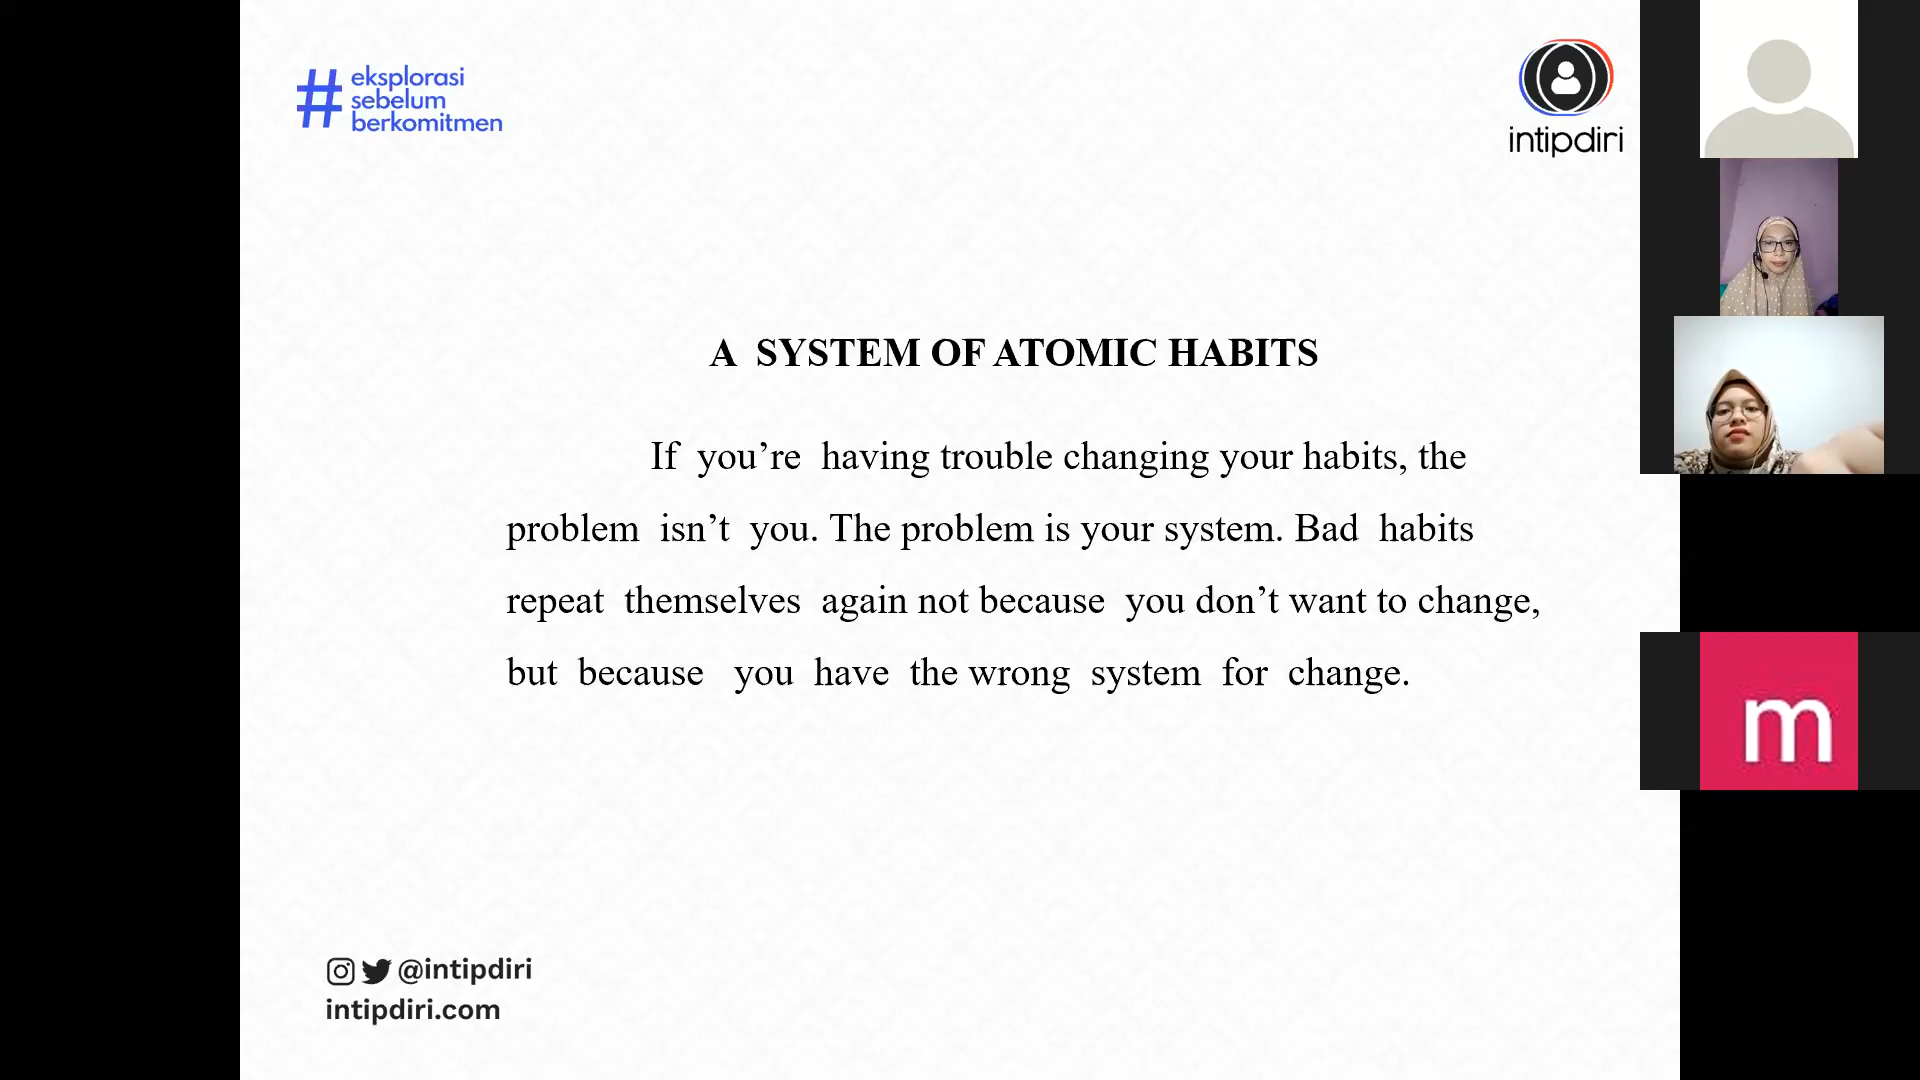 # eksplorasi
sebelum
berkomitmen
intipdiri
A SYSTEM OF ATOMIC HABITS
If you’re having trouble changing your habits, the
problem isn’t you. The problem is your system. Bad habits
repeat themselves again not because you don’t want to change,
but because you have the wrong system for change.
@intipdiri
intipdiri.com
m